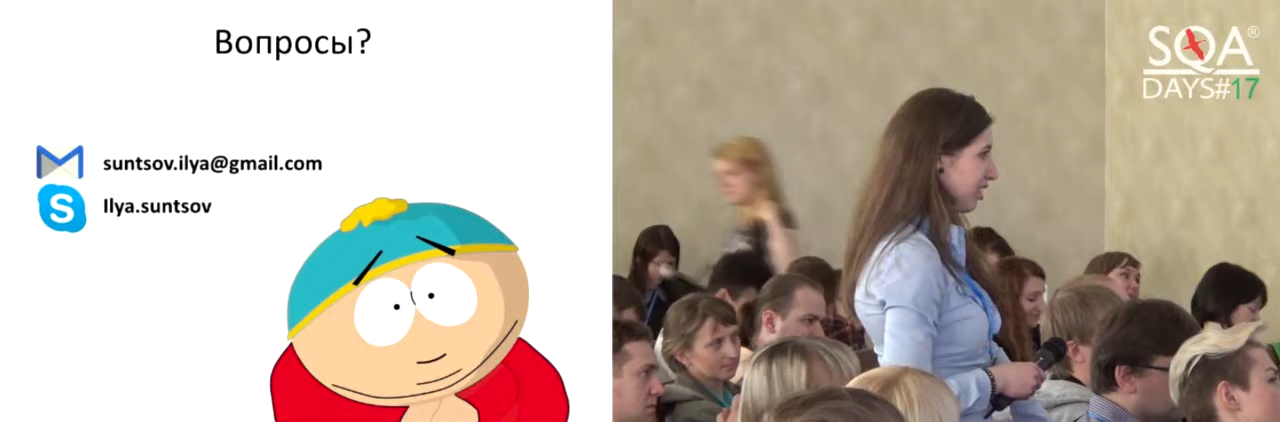 Вопросы?
suntsov.ilya@gmail.com
Ilya.suntsov
SQA®
DAYS#17